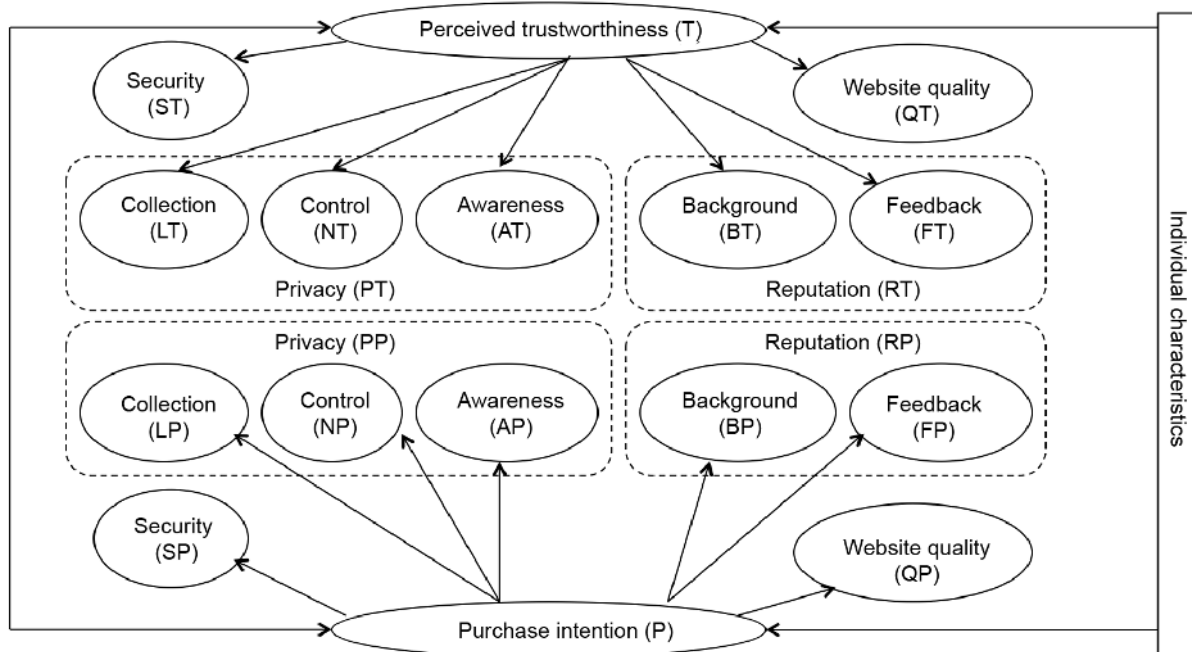 Perceived trustworthiness (T)
Security
(ST)
Website quality
(QT)
Collection
(LT)
Control
(NT)
Awareness
(AT)
Background
(BT)
Feedback
(FT)
Privacy (PT)
Reputation (RT)
Privacy (PP)
Reputation (RP)
Collection
(LP)
Control
(NP)
Awareness
(AP)
Background
(BP)
Feedback
(FP)
Security
(SP)
Website quality
(QP)
Purchase intention (P)
Individual characteristics